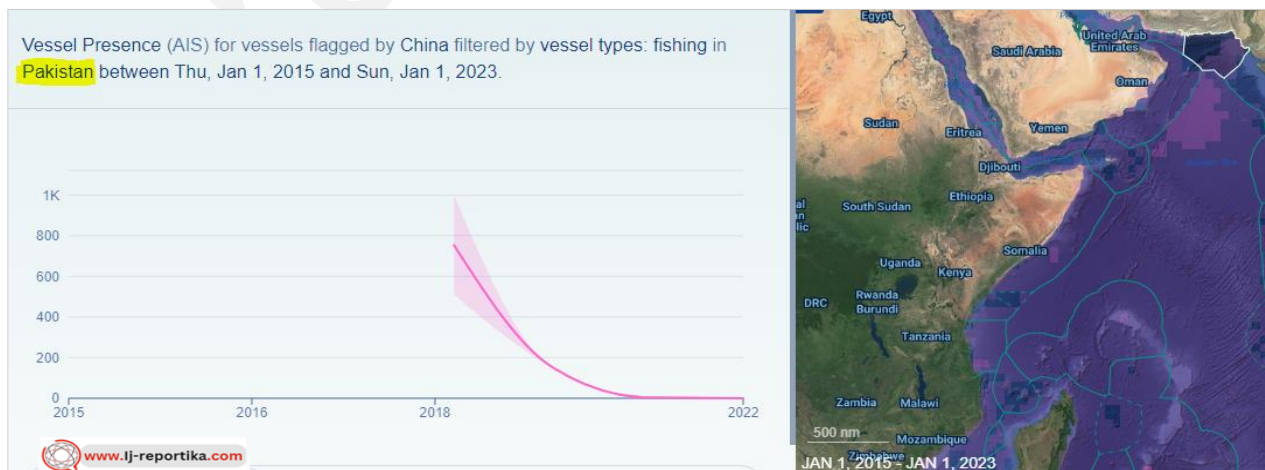 Vessel Presence (AIS) for vessels flagged by China filtered by vessel types: fishing in
Pakistan between Thu, Jan 1, 2015 and Sun, Jan 1, 2023.
1K
800
600
400
200
0
2015
2016
2018
2022
www.lj-reportika.com
Egypt
Saudi Arabia
United Arab
Emirates
Oman
Sudan
Eritrea
Yemen
Djibouti
Ethiopia
South Sudan
Somalia
Uganda
Kenya
DRC
Rwanda
Burundi
Tanzania
Zambia
Malawi
500 nm
Mozambique
Zimbabwe
JAN 1, 2015 - JAN 1, 2023